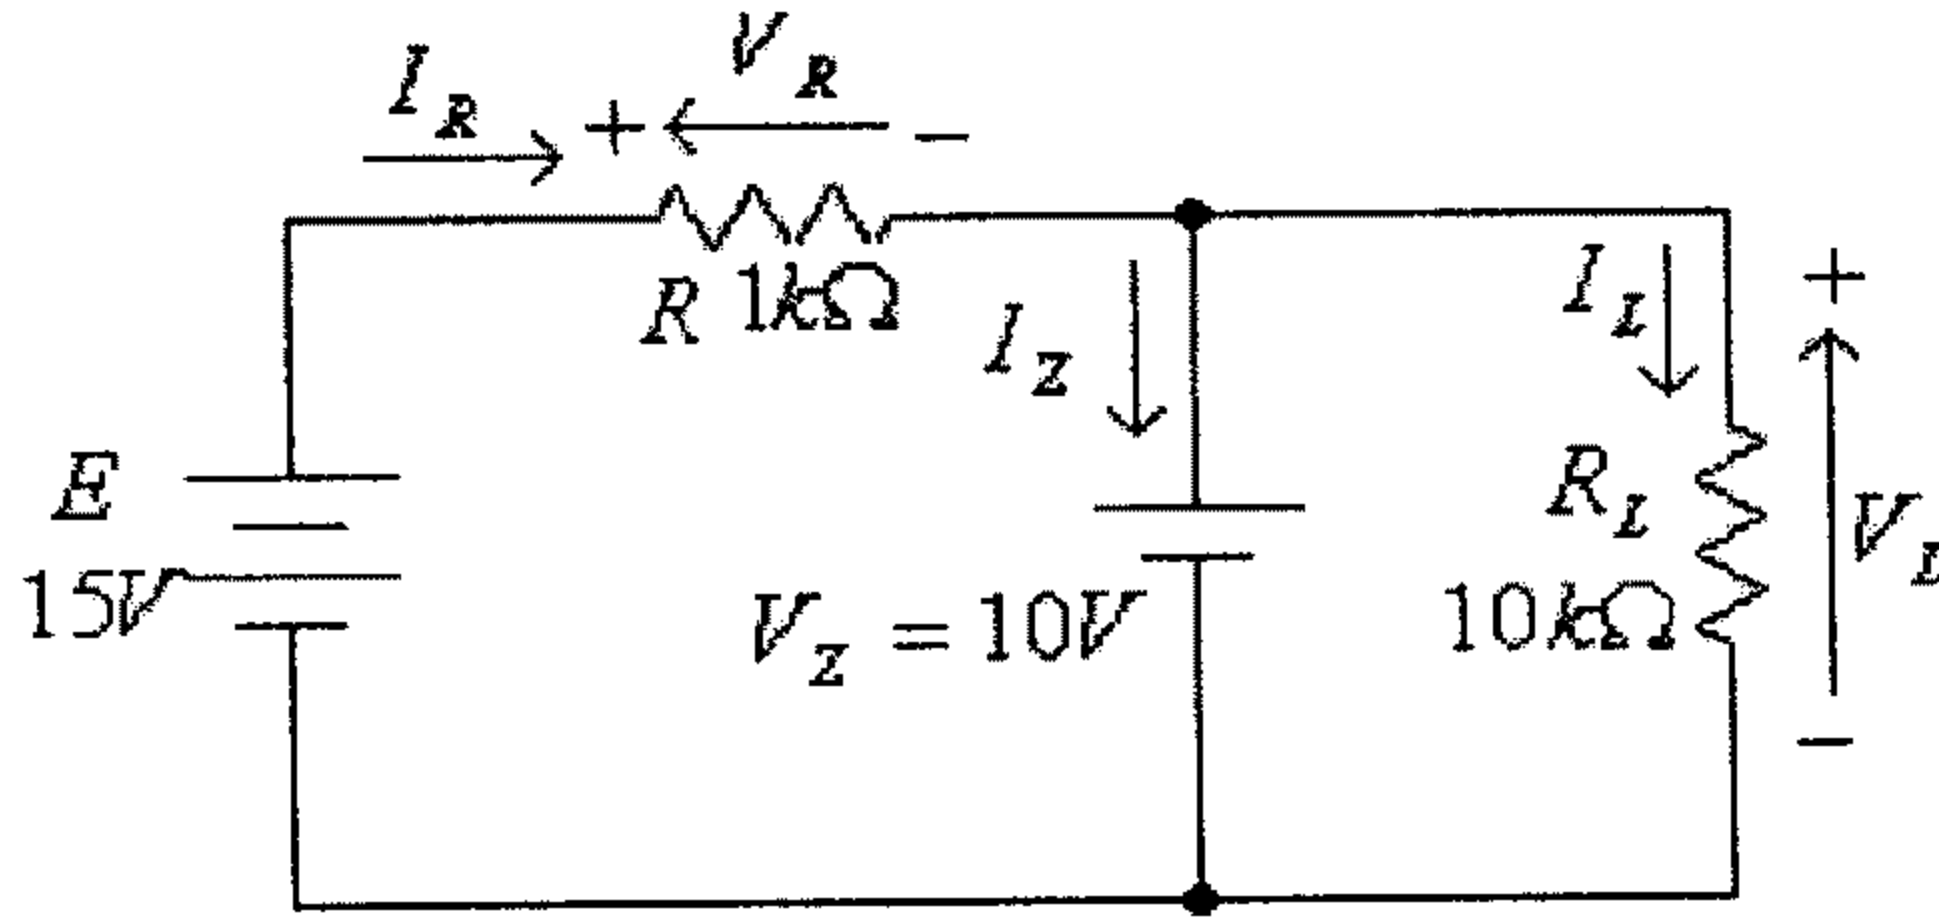 I_R
+
V_R
−
R 1kΩ
I_Z
I_L
+
E
15V
V_Z = 10V
R_L
10kΩ
V_L
−